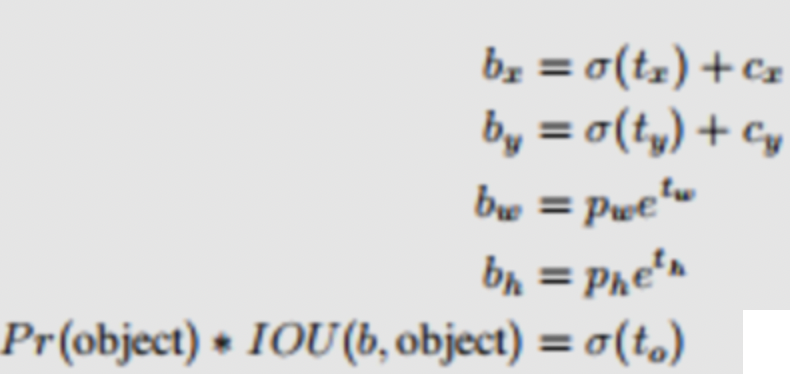 b_x = σ(t_x) + c_x
b_y = σ(t_y) + c_y
b_w = p_w e^{t_w}
b_h = p_h e^{t_h}
Pr(object) * IOU(b, object) = σ(t_o)